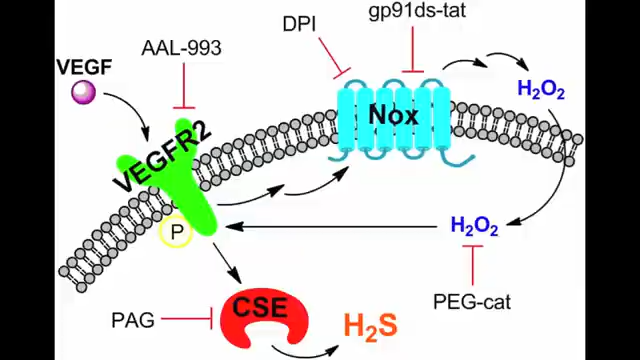 gp91ds-tat
DPI
AAL-993
VEGF
H₂O₂
Nox
VEGFR2
P
H₂O₂
PEG-cat
CSE
PAG
H₂S